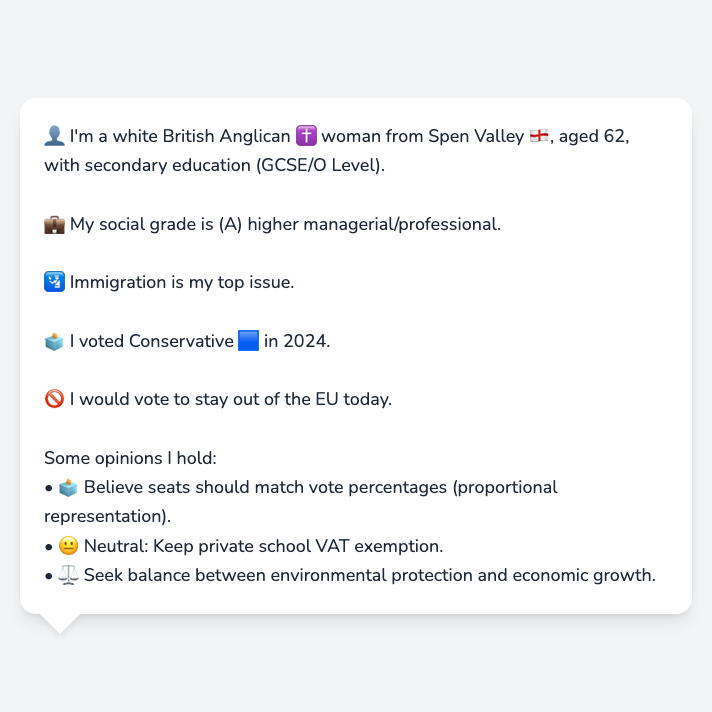 👤 I'm a white British Anglican ✝️ woman from Spen Valley 🏴󠁧󠁢󠁥󠁮󠁧󠁿, aged 62,
with secondary education (GCSE/O Level).
💼 My social grade is (A) higher managerial/professional.
🛂 Immigration is my top issue.
🗳️ I voted Conservative 🟦 in 2024.
🚫 I would vote to stay out of the EU today.
Some opinions I hold:
• 🗳️ Believe seats should match vote percentages (proportional
representation).
• 😐 Neutral: Keep private school VAT exemption.
• ⚖️ Seek balance between environmental protection and economic growth.